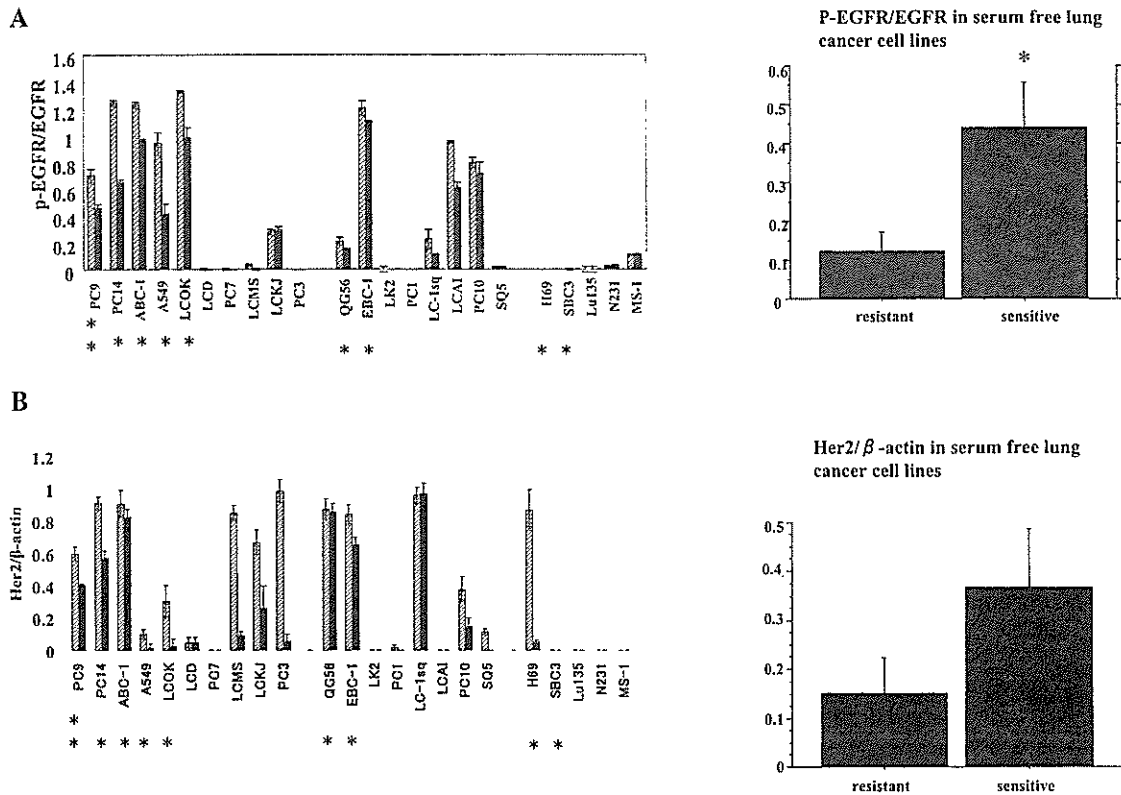 A
P-EGFR/EGFR in serum free lung
cancer cell lines
p-EGFR/EGFR
1.6
1.4
1.2
1
0.8
0.6
0.4
0.2
0
PC9
PC14
ABC-1
A549
LCOK
LCD
PC7
LCMS
LCKJ
PC3
QG56
EBC-1
LK2
PC1
LC-1sq
LCAI
PC10
SQ5
H69
SBC3
Lu135
N231
MS-1
* * * * * * * * * *
*
0.6
0.5
0.4
0.3
0.2
0.1
0
resistant sensitive
B
Her2/β-actin in serum free lung
cancer cell lines
Her2/β-actin
1.2
1
0.8
0.6
0.4
0.2
0
PC9
PC14
ABC-1
A549
LCOK
LCD
PC7
LCMS
LCKJ
PC3
QG58
EBC-1
LK2
PC1
LC-1sq
LCAI
PC10
SQ5
H69
SBC3
Lu135
N231
MS-1
* * * * * * * * * *
0.5
0.4
0.3
0.2
0.1
0
resistant sensitive